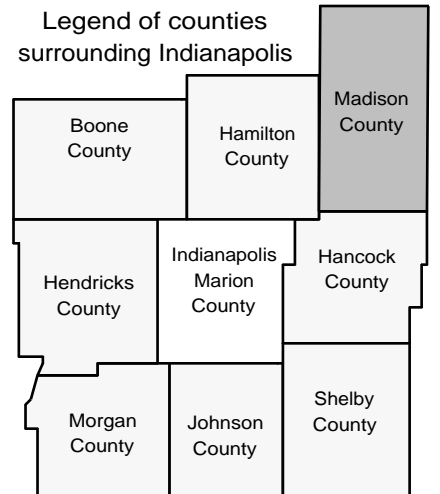 Legend of counties
surrounding Indianapolis
Madison
County
Boone
County
Hamilton
County
Indianapolis
Marion
County
Hancock
County
Hendricks
County
Morgan
County
Johnson
County
Shelby
County